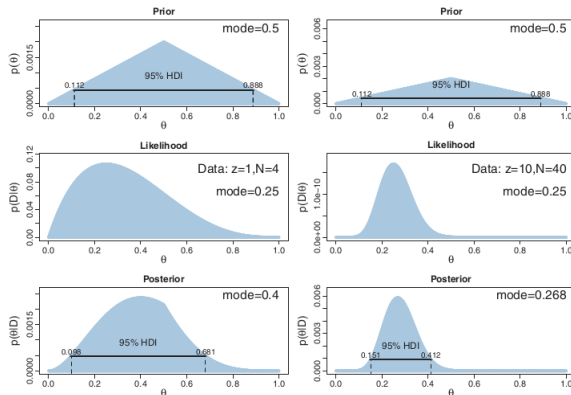 Prior
mode=0.5
p(θ)
0.0000 0.0015
95% HDI
0.112 0.888
0.0 0.2 0.4 0.6 0.8 1.0
θ
Prior
mode=0.5
p(θ)
0.000 0.003 0.006
95% HDI
0.112 0.888
0.0 0.2 0.4 0.6 0.8 1.0
θ
Likelihood
Data: z=1,N=4
mode=0.25
p(D|θ)
0.00 0.04 0.08 0.12
0.0 0.2 0.4 0.6 0.8 1.0
θ
Likelihood
Data: z=10,N=40
mode=0.25
p(D|θ)
0.0e+00 1.0e-10
0.0 0.2 0.4 0.6 0.8 1.0
θ
Posterior
mode=0.4
p(θ|D)
0.0000 0.0015
95% HDI
0.098 0.681
0.0 0.2 0.4 0.6 0.8 1.0
θ
Posterior
mode=0.268
p(θ|D)
0.000 0.003 0.006
95% HDI
0.151 0.412
0.0 0.2 0.4 0.6 0.8 1.0
θ